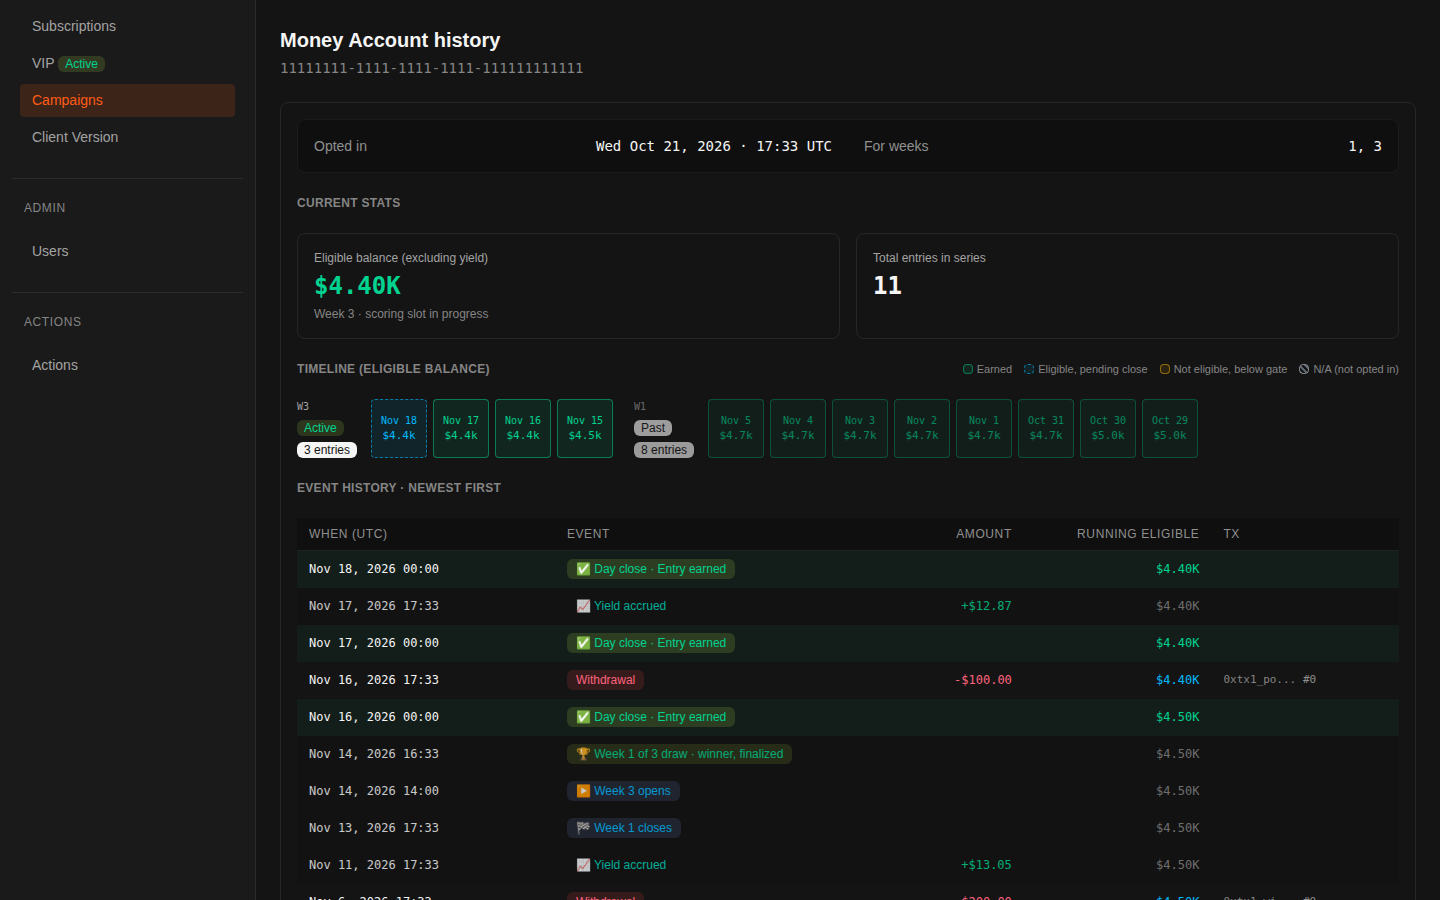 Subscriptions
VIP Active
Campaigns
Client Version
ADMIN
Users
ACTIONS
Actions
Money Account history
11111111-1111-1111-1111-111111111111
Opted in Wed Oct 21, 2026 · 17:33 UTC For weeks 1, 3
CURRENT STATS
Eligible balance (excluding yield)
$4.40K
Week 3 · scoring slot in progress
Total entries in series
11
TIMELINE (ELIGIBLE BALANCE)
Earned Eligible, pending close Not eligible, below gate N/A (not opted in)
W3
Active
3 entries
Nov 18
$4.4k
Nov 17
$4.4k
Nov 16
$4.4k
Nov 15
$4.5k
W1
Past
8 entries
Nov 5
$4.7k
Nov 4
$4.7k
Nov 3
$4.7k
Nov 2
$4.7k
Nov 1
$4.7k
Oct 31
$4.7k
Oct 30
$5.0k
Oct 29
$5.0k
EVENT HISTORY · NEWEST FIRST
WHEN (UTC) EVENT AMOUNT RUNNING ELIGIBLE TX
Nov 18, 2026 00:00 ✅ Day close · Entry earned $4.40K
Nov 17, 2026 17:33 📈 Yield accrued +$12.87 $4.40K
Nov 17, 2026 00:00 ✅ Day close · Entry earned $4.40K
Nov 16, 2026 17:33 Withdrawal -$100.00 $4.40K 0xtx1_po... #0
Nov 16, 2026 00:00 ✅ Day close · Entry earned $4.50K
Nov 14, 2026 16:33 🏆 Week 1 of 3 draw · winner, finalized $4.50K
Nov 14, 2026 14:00 ▶️ Week 3 opens $4.50K
Nov 13, 2026 17:33 🏁 Week 1 closes $4.50K
Nov 11, 2026 17:33 📈 Yield accrued +$13.05 $4.50K